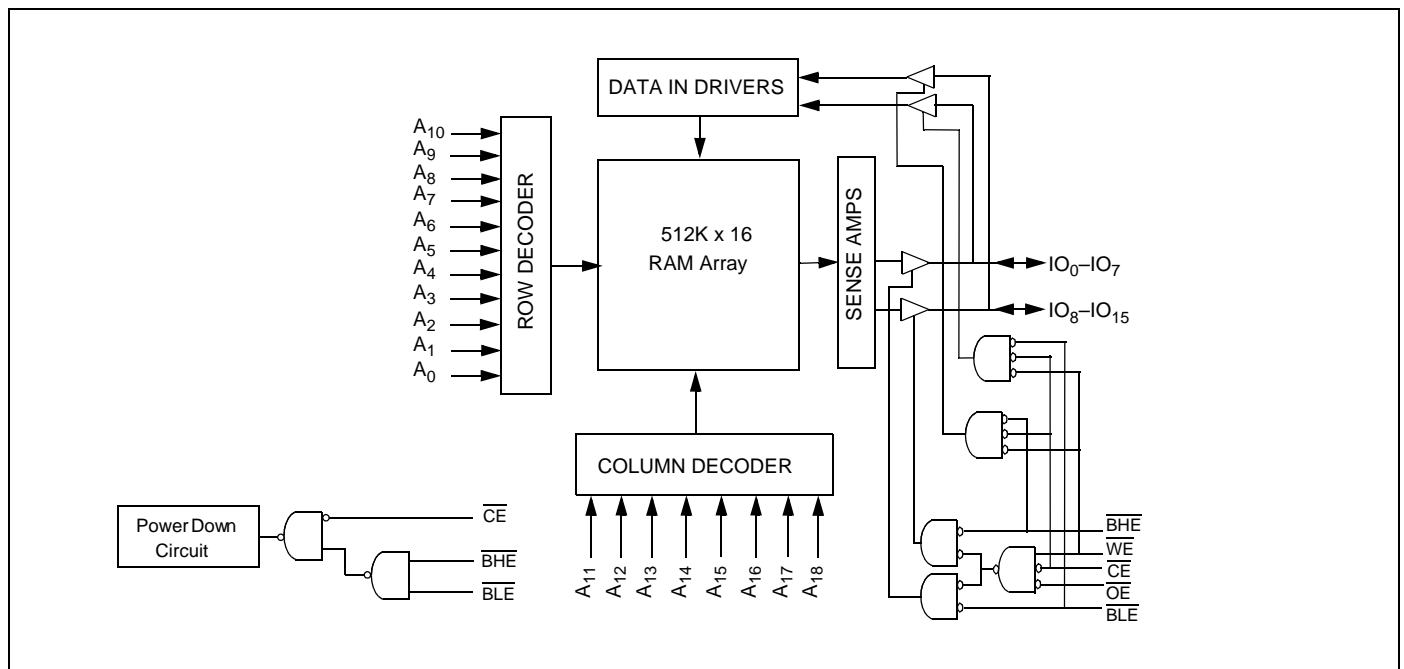 DATA IN DRIVERS
A10
A9
A8
A7
A6
A5
A4
A3
A2
A1
A0
ROW DECODER
512K x 16
RAM Array
SENSE AMPS
IO0–IO7
IO8–IO15
COLUMN DECODER
A11
A12
A13
A14
A15
A16
A17
A18
Power Down
Circuit
CE
BHE
BLE
BHE
WE
CE
OE
BLE